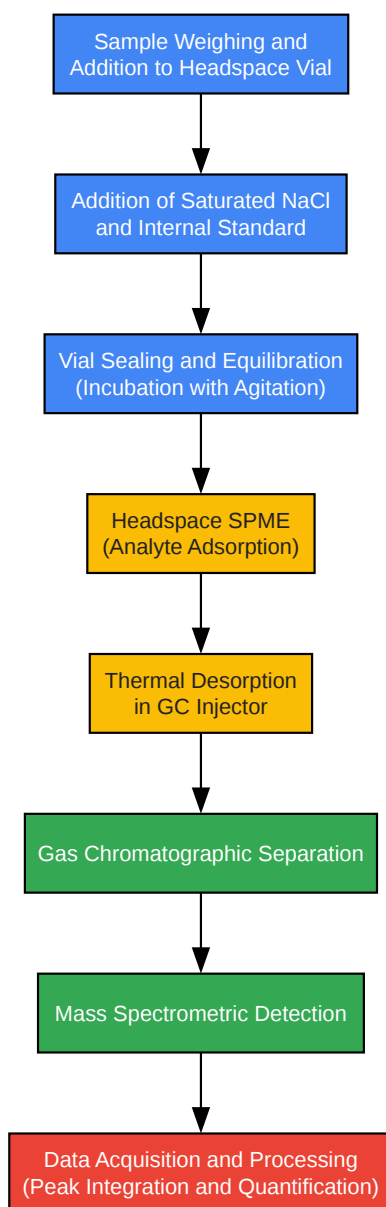 Sample Weighing and
Addition to Headspace Vial
Addition of Saturated NaCl
and Internal Standard
Vial Sealing and Equilibration
(Incubation with Agitation)
Headspace SPME
(Analyte Adsorption)
Thermal Desorption
in GC Injector
Gas Chromatographic Separation
Mass Spectrometric Detection
Data Acquisition and Processing
(Peak Integration and Quantification)